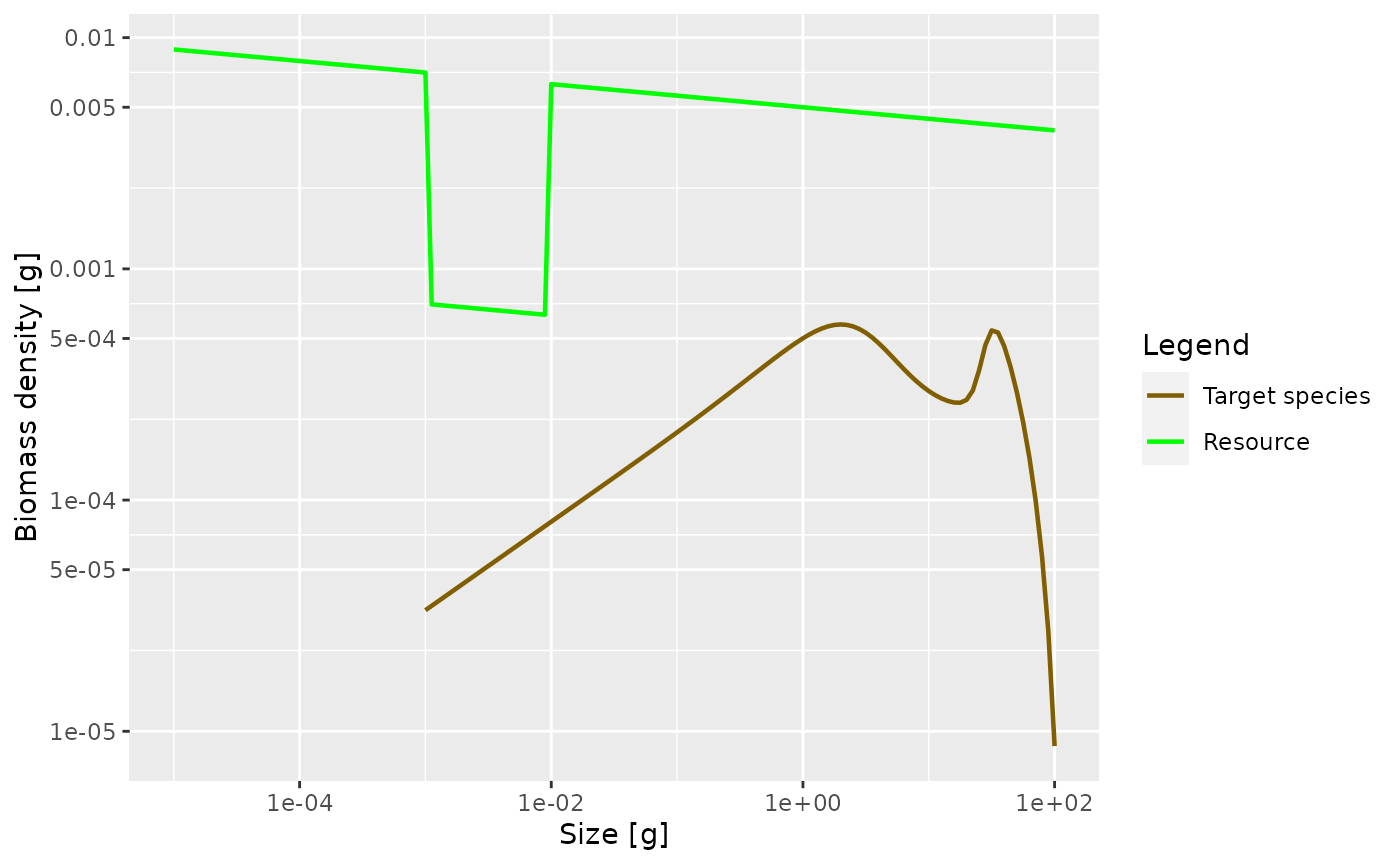 Biomass density [g]
0.01
0.005
0.001
5e-04
1e-04
5e-05
1e-05
1e-04 1e-02 1e+00 1e+02
Size [g]
Legend
Target species
Resource